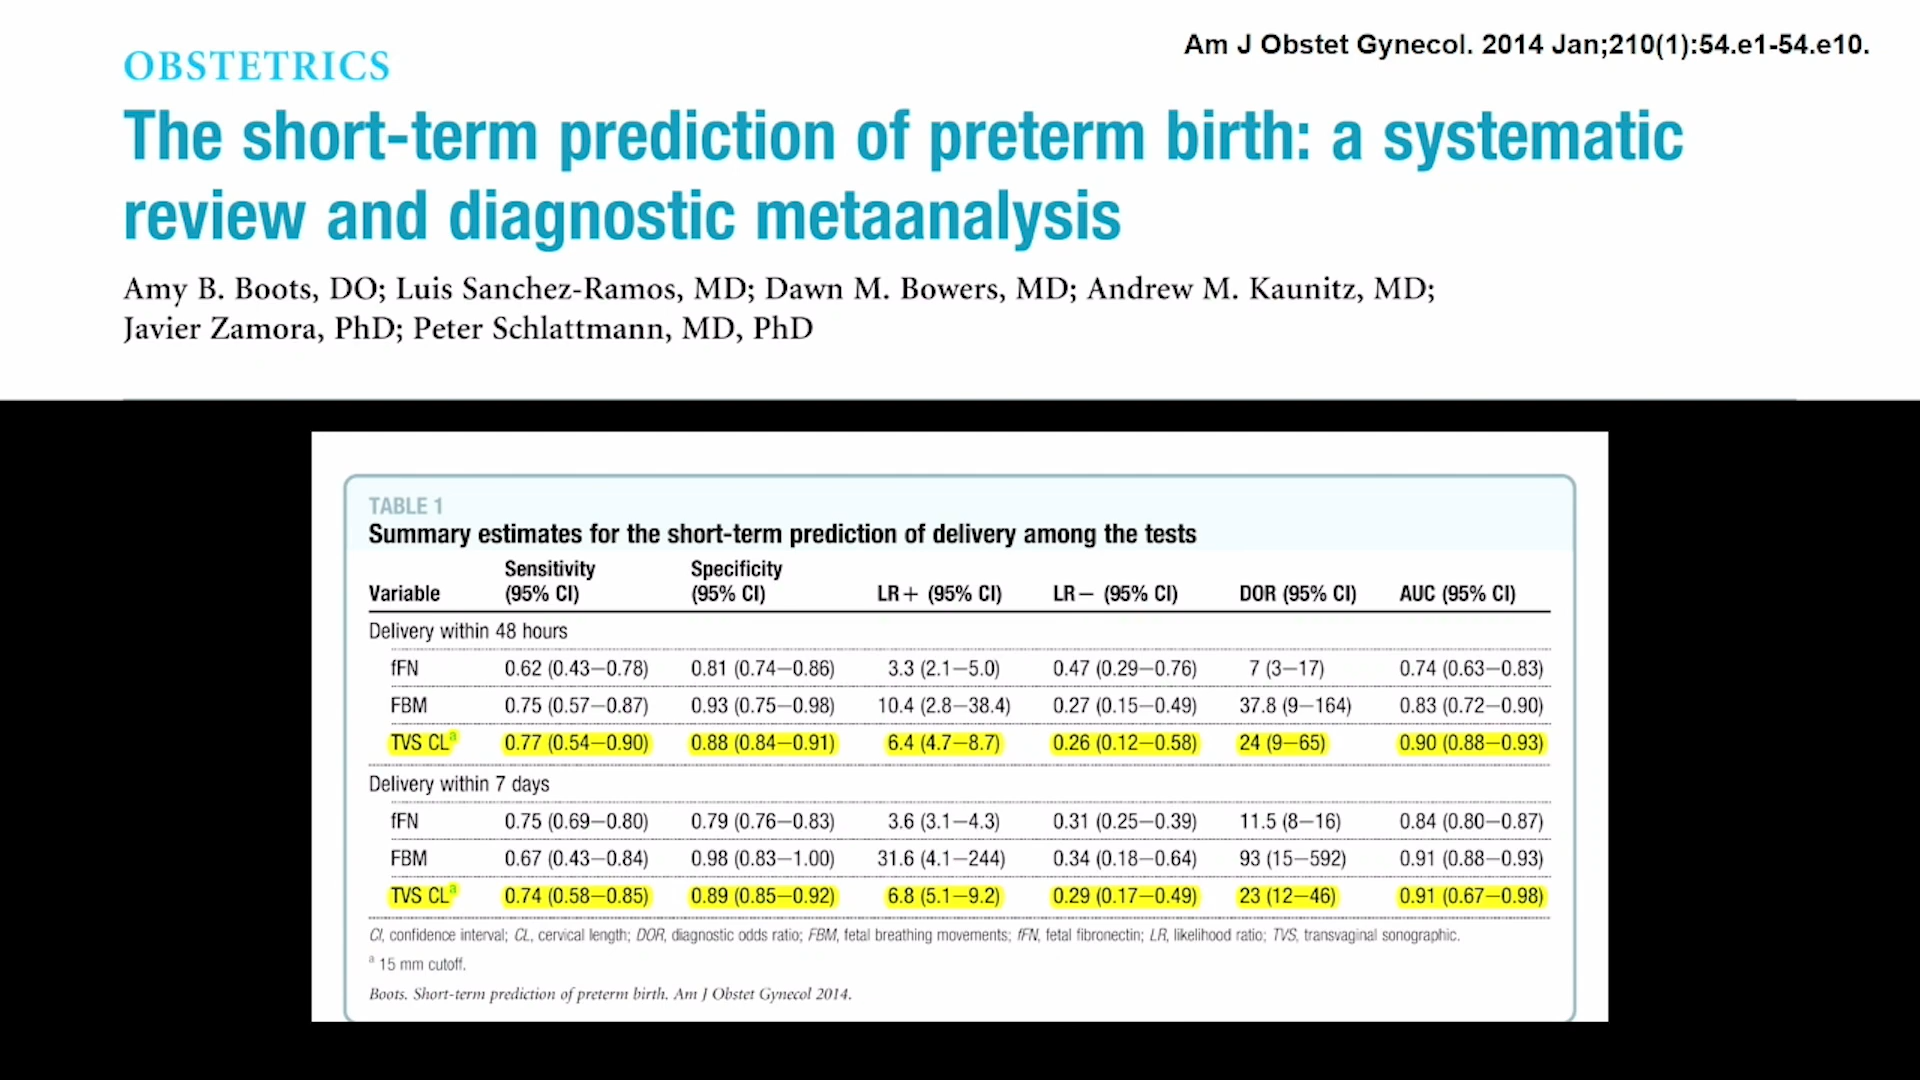 Am J Obstet Gynecol. 2014 Jan;210(1):54.e1-54.e10.
OBSTETRICS
The short-term prediction of preterm birth: a systematic
review and diagnostic metaanalysis
Amy B. Boots, DO; Luis Sanchez-Ramos, MD; Dawn M. Bowers, MD; Andrew M. Kaunitz, MD;
Javier Zamora, PhD; Peter Schlattmann, MD, PhD
TABLE 1
Summary estimates for the short-term prediction of delivery among the tests
Variable Sensitivity (95% CI) Specificity (95% CI) LR+ (95% CI) LR− (95% CI) DOR (95% CI) AUC (95% CI)
Delivery within 48 hours
fFN 0.62 (0.43–0.78) 0.81 (0.74–0.86) 3.3 (2.1–5.0) 0.47 (0.29–0.76) 7 (3–17) 0.74 (0.63–0.83)
FBM 0.75 (0.57–0.87) 0.93 (0.75–0.98) 10.4 (2.8–38.4) 0.27 (0.15–0.49) 37.8 (9–164) 0.83 (0.72–0.90)
TVS CLa 0.77 (0.54–0.90) 0.88 (0.84–0.91) 6.4 (4.7–8.7) 0.26 (0.12–0.58) 24 (9–65) 0.90 (0.88–0.93)
Delivery within 7 days
fFN 0.75 (0.69–0.80) 0.79 (0.76–0.83) 3.6 (3.1–4.3) 0.31 (0.25–0.39) 11.5 (8–16) 0.84 (0.80–0.87)
FBM 0.67 (0.43–0.84) 0.98 (0.83–1.00) 31.6 (4.1–244) 0.34 (0.18–0.64) 93 (15–592) 0.91 (0.88–0.93)
TVS CLa 0.74 (0.58–0.85) 0.89 (0.85–0.92) 6.8 (5.1–9.2) 0.29 (0.17–0.49) 23 (12–46) 0.91 (0.67–0.98)
CI, confidence interval; CL, cervical length; DOR, diagnostic odds ratio; FBM, fetal breathing movements; fFN, fetal fibronectin; LR, likelihood ratio; TVS, transvaginal sonographic.
a 15 mm cutoff.
Boots. Short-term prediction of preterm birth. Am J Obstet Gynecol 2014.